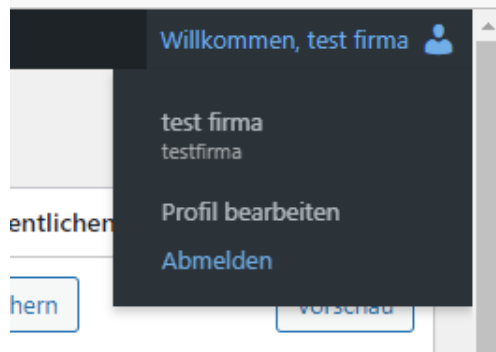 Willkommen, test firma
test firma
testfirma
Profil bearbeiten
entlichen
Abmelden
hern